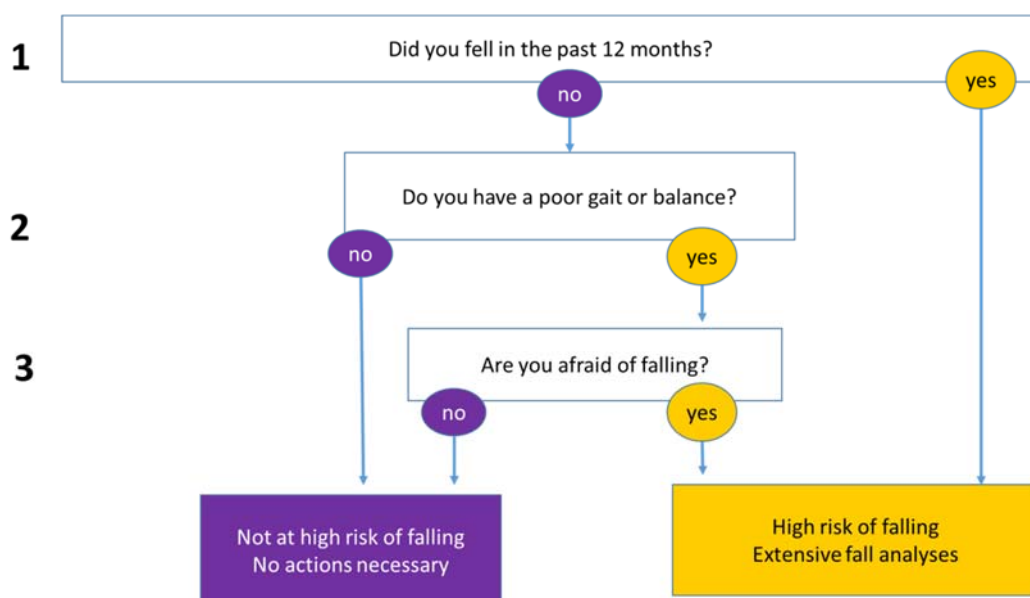 1
Did you fell in the past 12 months?
no
yes
2
Do you have a poor gait or balance?
no
yes
3
Are you afraid of falling?
no
yes
Not at high risk of falling
No actions necessary
High risk of falling
Extensive fall analyses